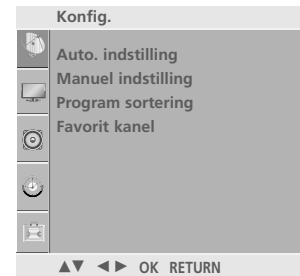 Konfig.
Auto. indstilling
Manuel indstilling
Program sortering
Favorit kanel
▲▼ ◄► OK RETURN